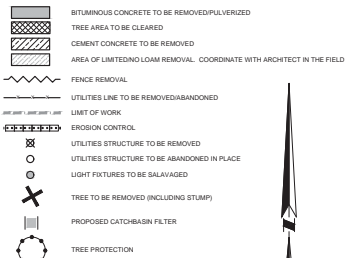 BITUMINOUS CONCRETE TO BE REMOVED/PULVERIZED
TREE AREA TO BE CLEARED
CEMENT CONCRETE TO BE REMOVED
AREA OF LIMITED/NO LOAM REMOVAL. COORDINATE WITH ARCHITECT IN THE FIELD
FENCE REMOVAL
UTILITIES LINE TO BE REMOVED/ABANDONED
LIMIT OF WORK
EROSION CONTROL
UTILITIES STRUCTURE TO BE REMOVED
UTILITIES STRUCTURE TO BE ABANDONED IN PLACE
LIGHT FIXTURES TO BE SALAVAGED
TREE TO BE REMOVED (INCLUDING STUMP)
PROPOSED CATCHBASIN FILTER
TREE PROTECTION